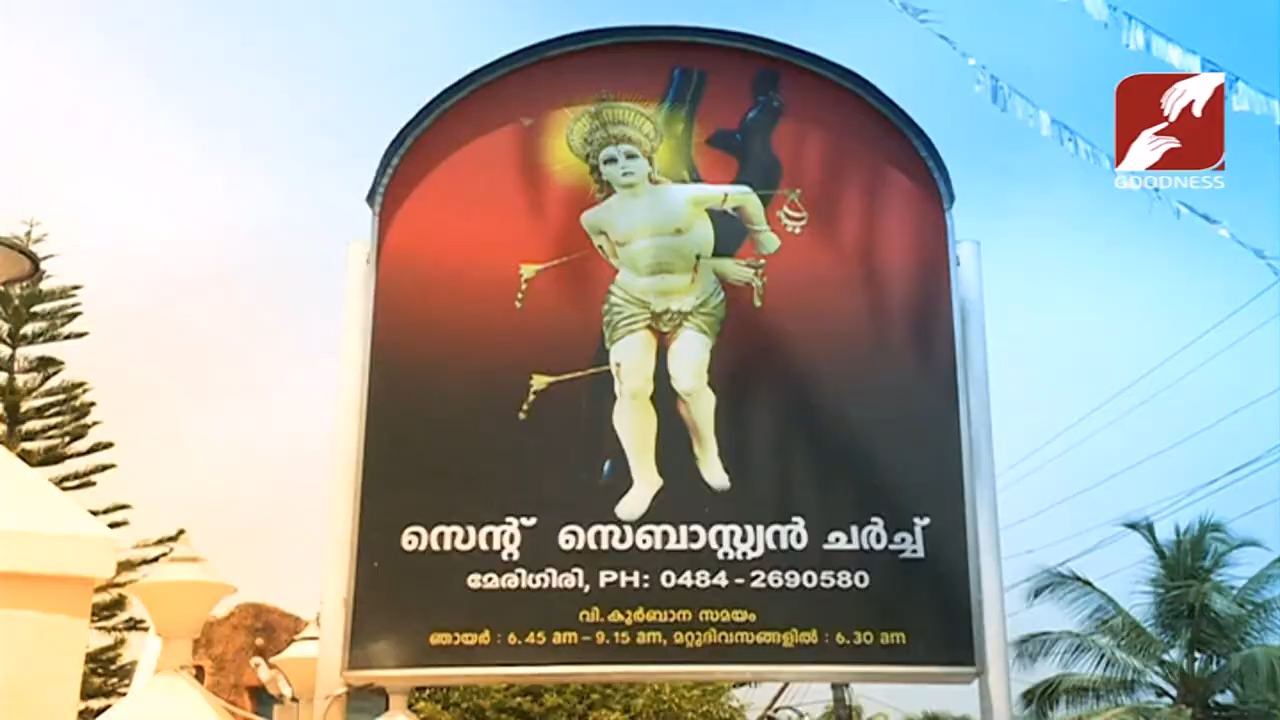 GOODNESS
സെന്റ് സെബാസ്റ്റ്യൻ ചർച്ച്
മേരിഗിരി, PH: 0484-2690580
വി. കുർബാന സമയം
ഞായർ : 6.45 am – 9.15 am, മറ്റുദിവസങ്ങളിൽ : 6.30 am